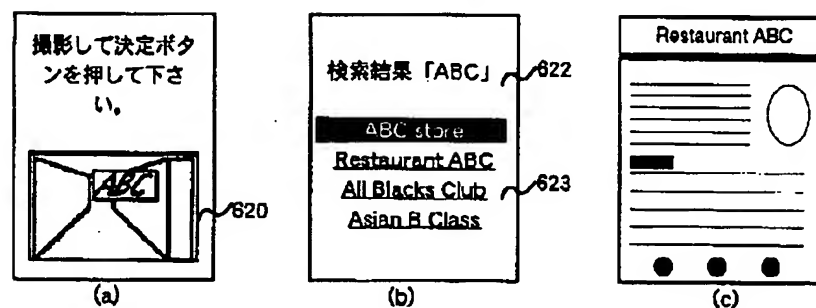 撮影して決定ボタ
ンを押して下さ
い。
ABC
620
(a)
検索結果「ABC」
622
ABC store
Restaurant ABC
All Blacks Club
623
Asian B Class
(b)
Restaurant ABC
(c)